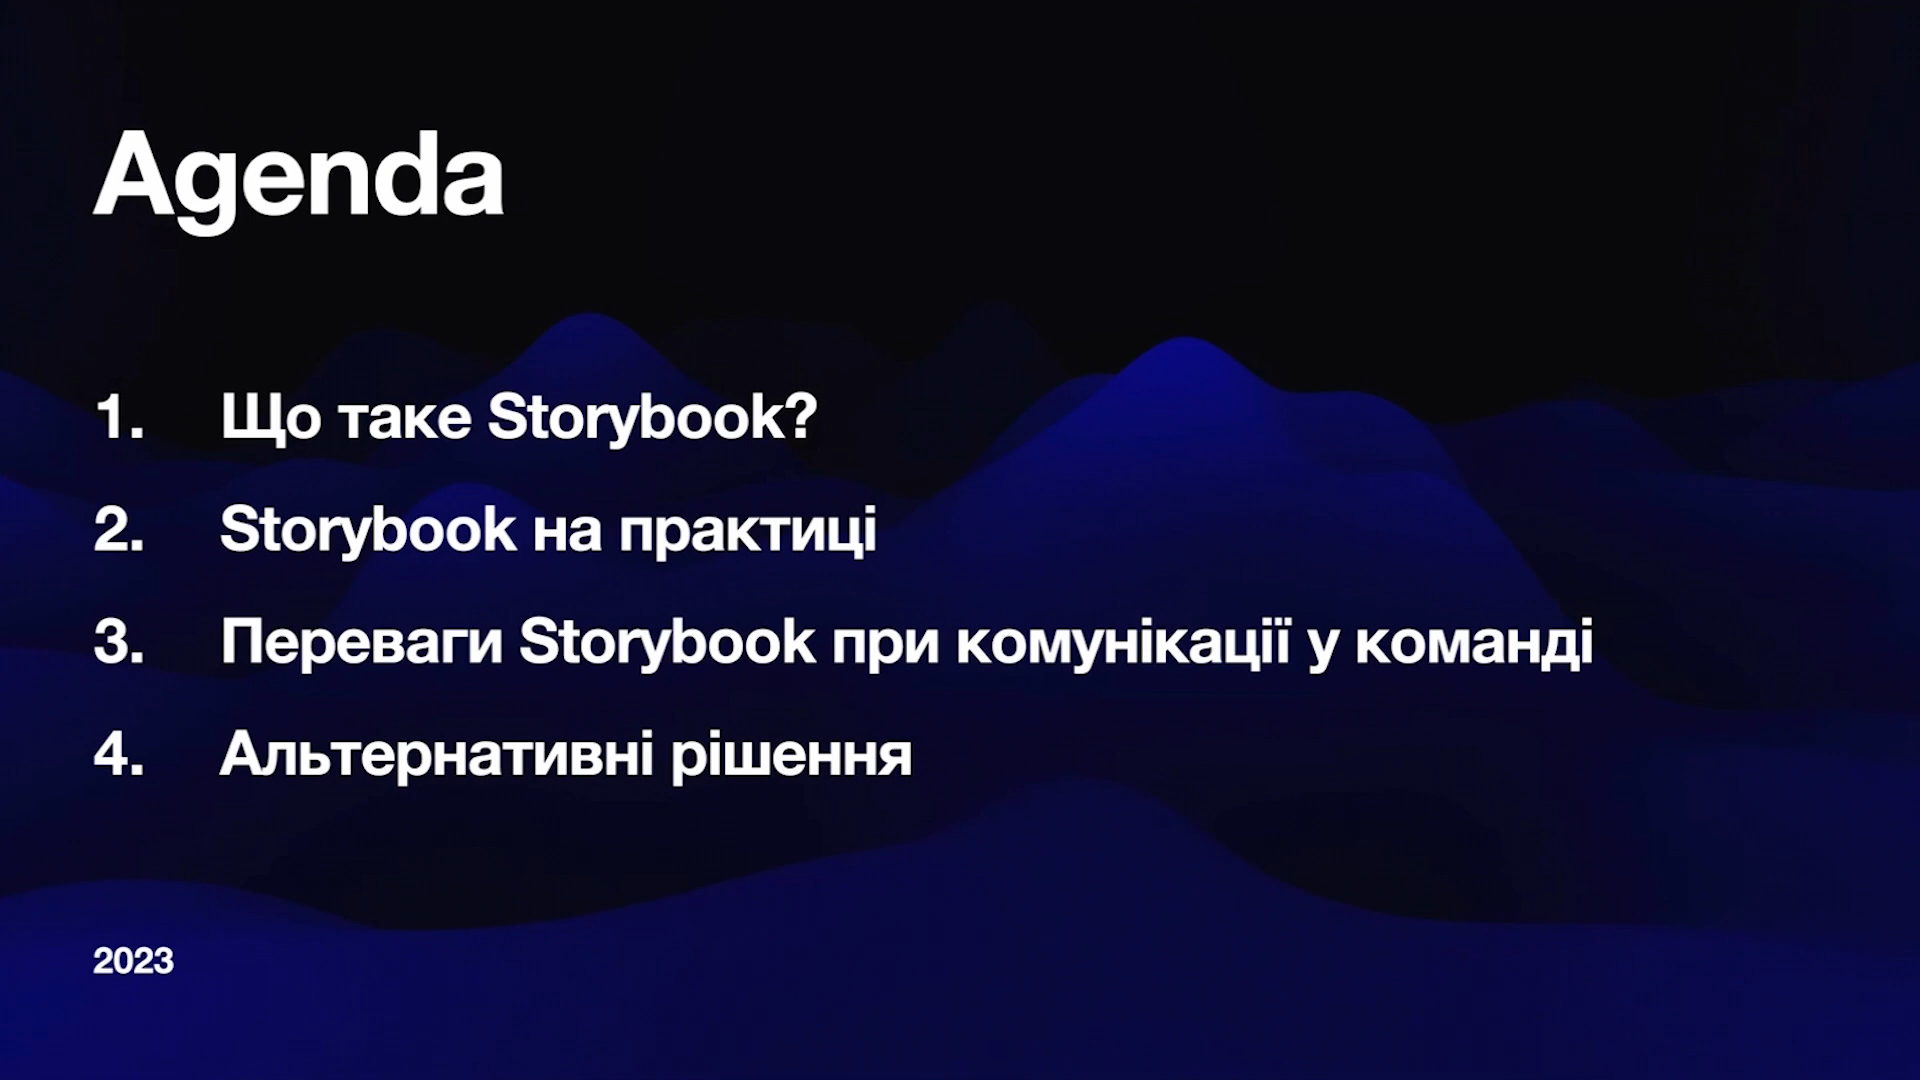 Agenda
1. Що таке Storybook?
2. Storybook на практиці
3. Переваги Storybook при комунікації у команді
4. Альтернативні рішення
2023